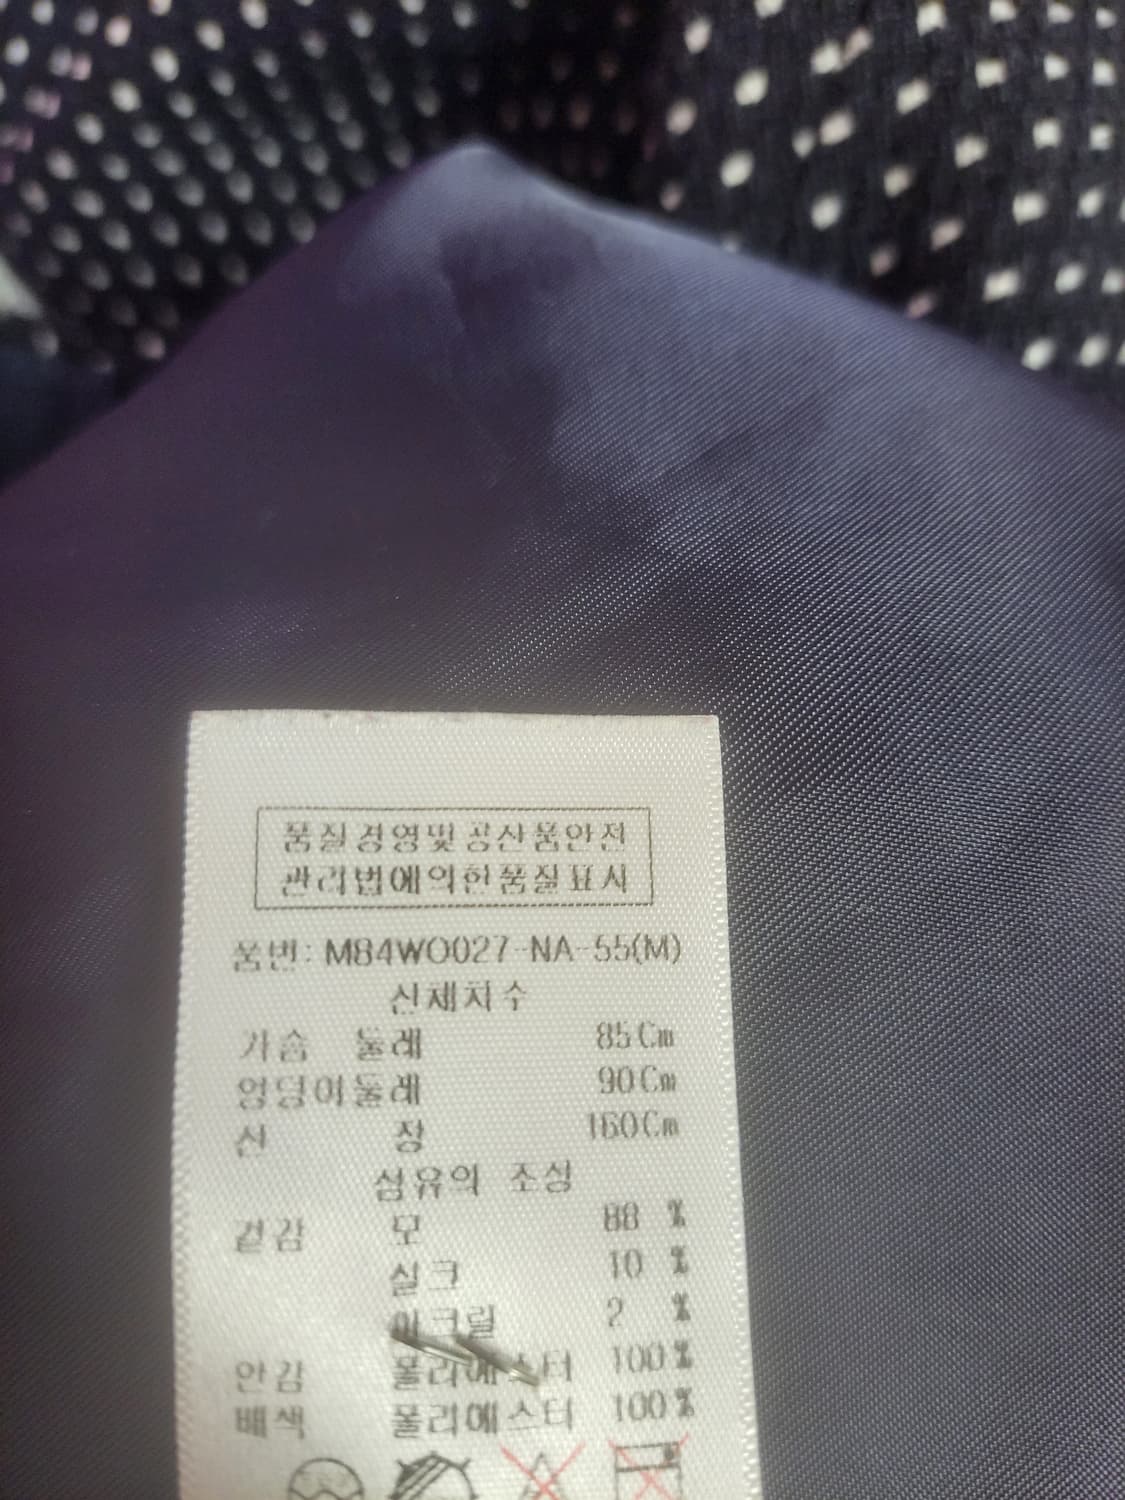 품질경영및공산품안전
관리법에의한품질표시
품번: M84WO027-NA-55(M)
신체치수
가슴 둘레 85Cm
엉덩이둘레 90Cm
신 장 160Cm
섬유의 조성
겉감 모 88 %
실크 10 %
아크릴 2 %
안감 폴리에스터 100%
배색 폴리에스터 100%